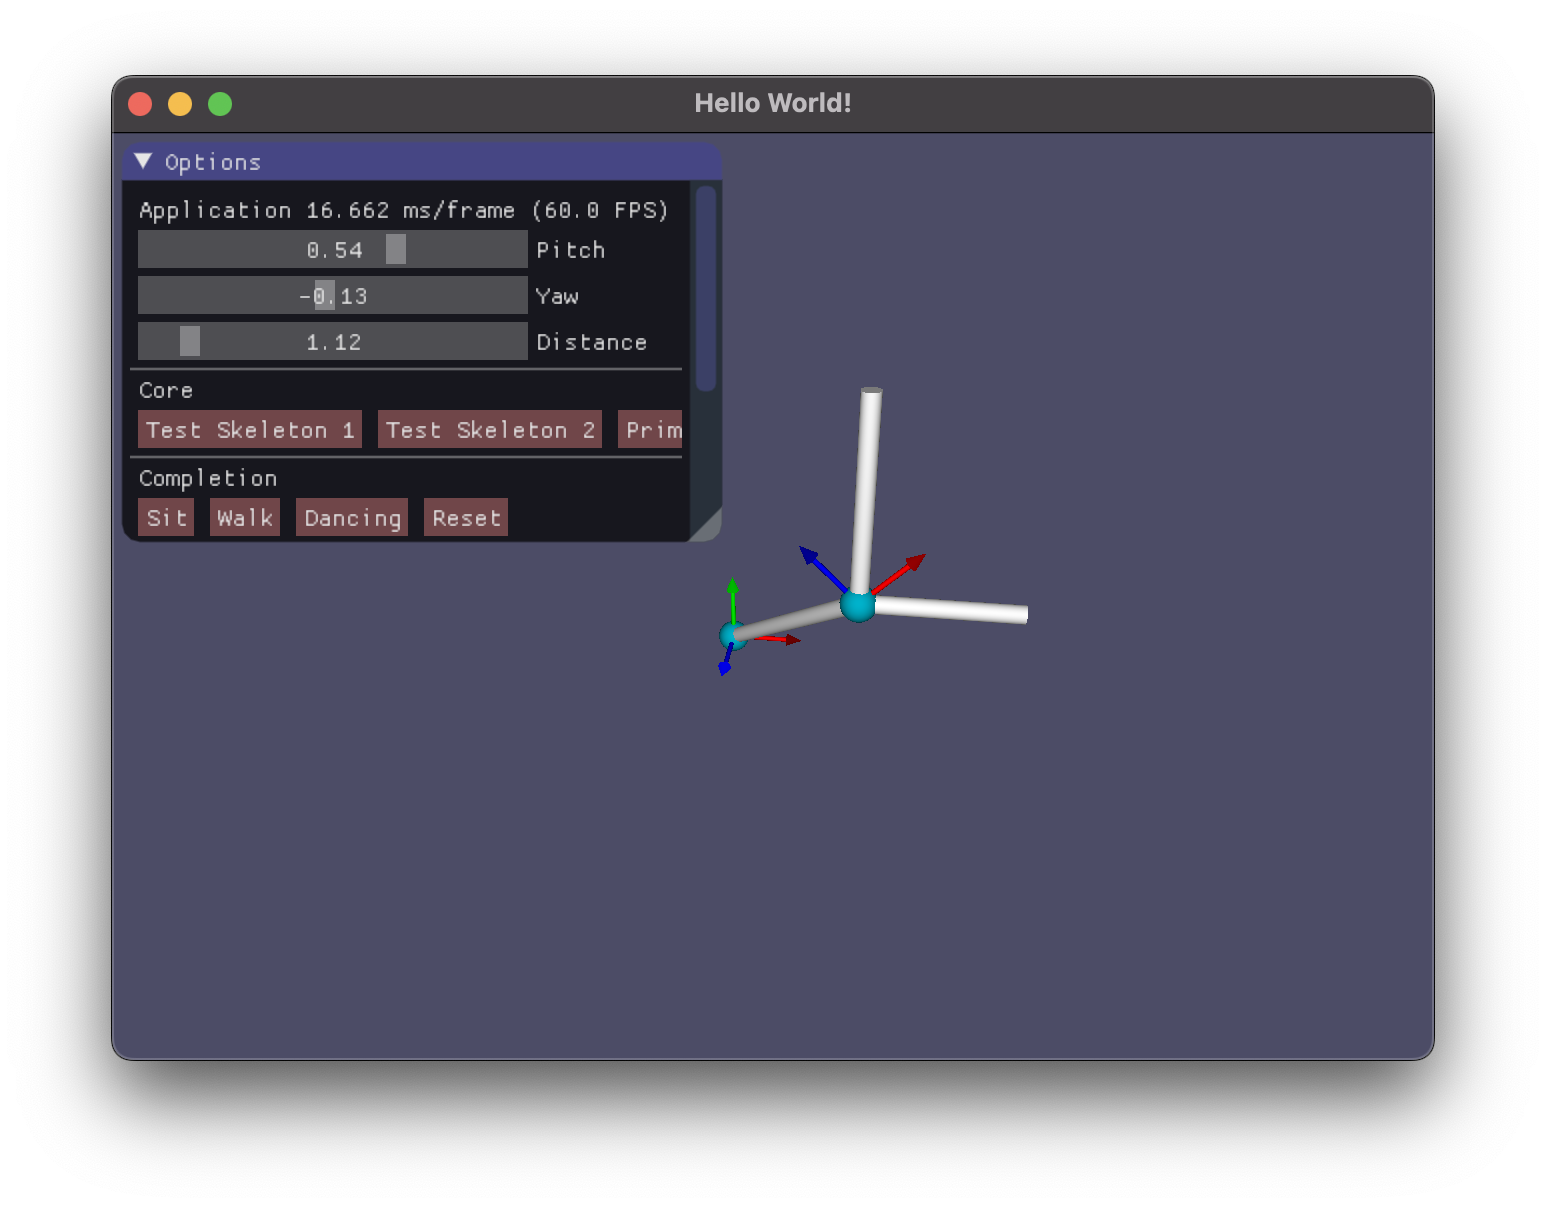 Hello World!
Options
Application 16.662 ms/frame (60.0 FPS)
0.54 Pitch
-0.13 Yaw
1.12 Distance
Core
Test Skeleton 1 Test Skeleton 2 Prim
Completion
Sit Walk Dancing Reset